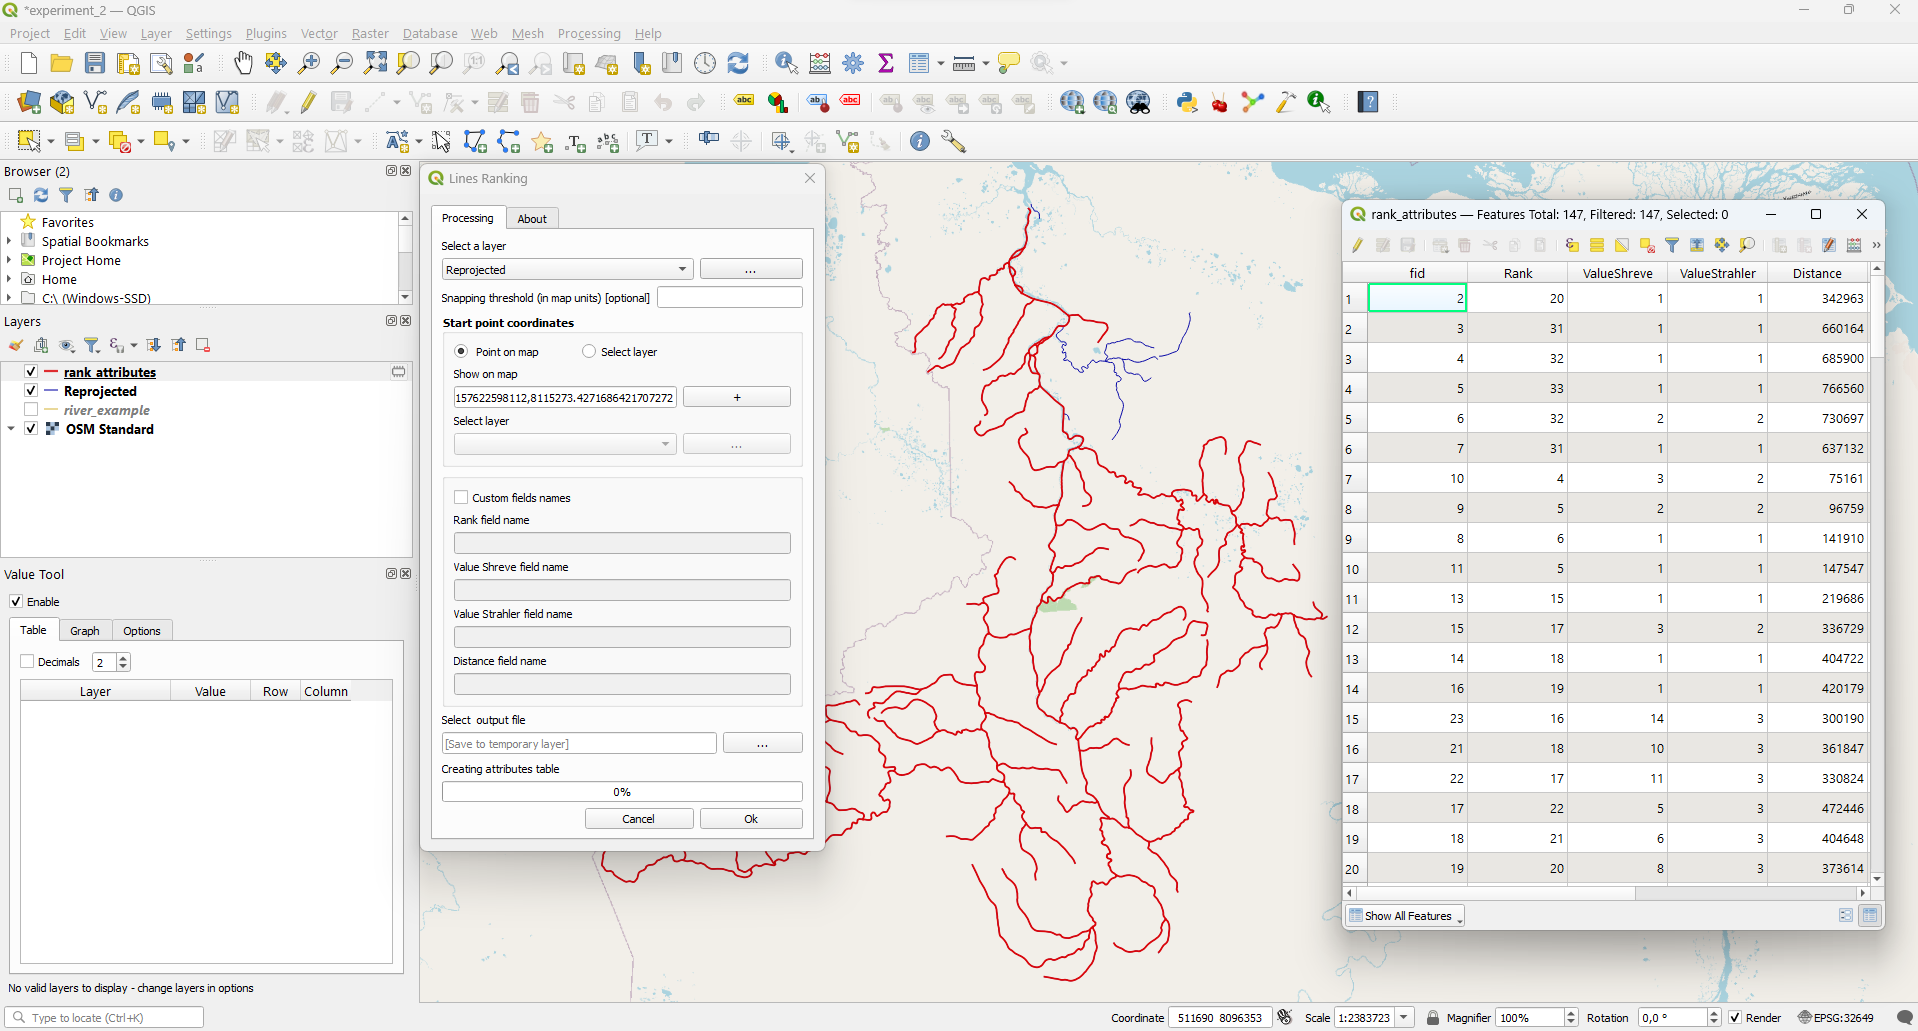 *experiment_2 — QGIS
Project Edit View Layer Settings Plugins Vector Raster Database Web Mesh Processing Help
Browser (2)
Favorites
Spatial Bookmarks
Project Home
Home
C:\ (Windows-SSD)
Layers
rank_attributes
Reprojected
river_example
OSM Standard
Value Tool
Enable
Table Graph Options
Decimals 2
Layer Value Row Column
No valid layers to display - change layers in options
Type to locate (Ctrl+K)
Lines Ranking
Processing About
Select a layer
Reprojected ...
Snapping threshold (in map units) [optional]
Start point coordinates
Point on map Select layer
Show on map
157622598112,8115273.4271686421707272 +
Select layer
...
Custom fields names
Rank field name
Value Shreve field name
Value Strahler field name
Distance field name
Select output file
[Save to temporary layer] ...
Creating attributes table
0%
Cancel Ok
rank_attributes — Features Total: 147, Filtered: 147, Selected: 0
fid Rank ValueShreve ValueStrahler Distance
1 2 20 1 1 342963
2 3 31 1 1 660164
3 4 32 1 1 685900
4 5 33 1 1 766560
5 6 32 2 2 730697
6 7 31 1 1 637132
7 10 4 3 2 75161
8 9 5 2 2 96759
9 8 6 1 1 141910
10 11 5 1 1 147547
11 13 15 1 1 219686
12 15 17 3 2 336729
13 14 18 1 1 404722
14 16 19 1 1 420179
15 23 16 14 3 300190
16 21 18 10 3 361847
17 22 17 11 3 330824
18 17 22 5 3 472446
19 18 21 6 3 404648
20 19 20 8 3 373614
Show All Features
Coordinate 511690 8096353 Scale 1:2383723 Magnifier 100% Rotation 0,0 ° Render EPSG:32649